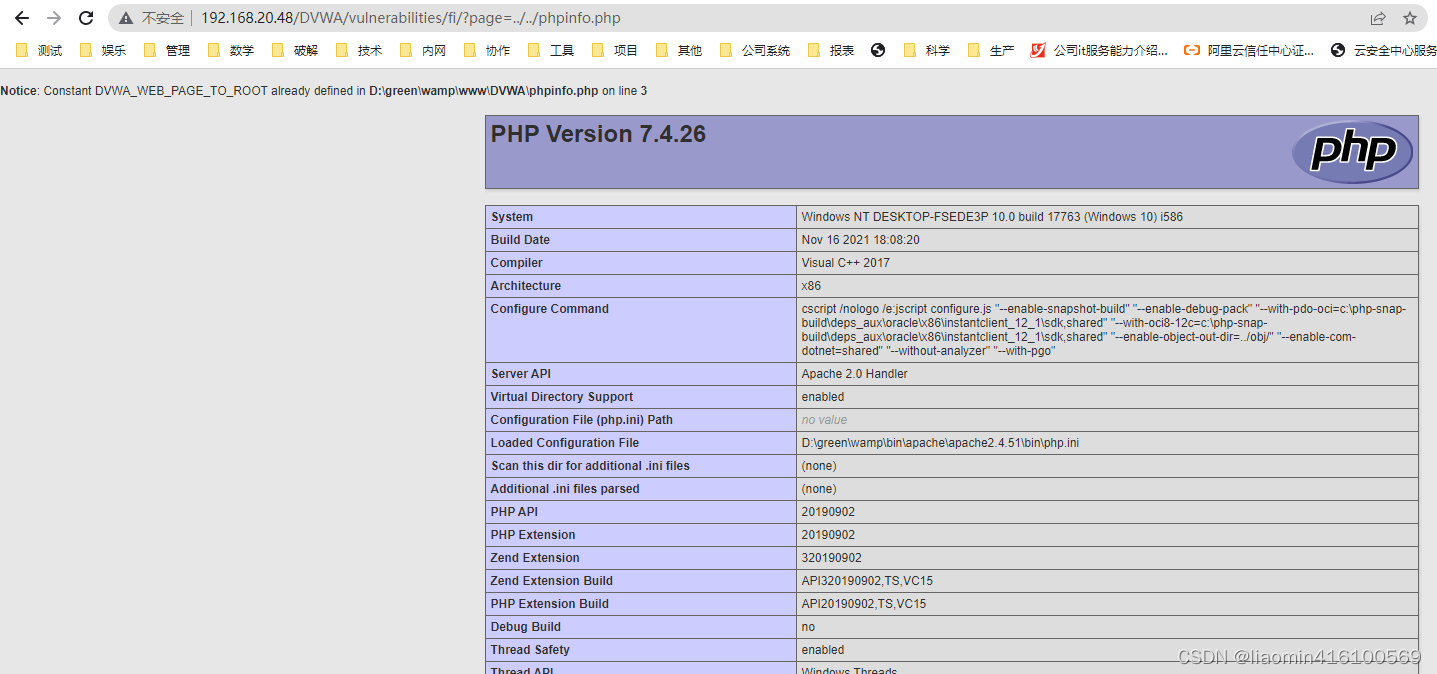 不安全 192.168.20.48/DVWA/vulnerabilities/fi/?page=../../phpinfo.php
测试 娱乐 管理 数学 破解 技术 内网 协作 工具 项目 其他 公司系统 报表 科学 生产 公司it服务能力介绍... 阿里云信任中心证... 云安全中心服务
Notice: Constant DVWA_WEB_PAGE_TO_ROOT already defined in D:\green\wamp\www\DVWA\phpinfo.php on line 3
PHP Version 7.4.26
php
System Windows NT DESKTOP-FSEDE3P 10.0 build 17763 (Windows 10) i586
Build Date Nov 16 2021 18:08:20
Compiler Visual C++ 2017
Architecture x86
Configure Command cscript /nologo /e:jscript configure.js "--enable-snapshot-build" "--enable-debug-pack" "--with-pdo-oci=c:\php-snap-
build\deps_aux\oracle\x86\instantclient_12_1\sdk,shared" "--with-oci8-12c=c:\php-snap-
build\deps_aux\oracle\x86\instantclient_12_1\sdk,shared" "--enable-object-out-dir=../obj/" "--enable-com-
dotnet=shared" "--without-analyzer" "--with-pgo"
Server API Apache 2.0 Handler
Virtual Directory Support enabled
Configuration File (php.ini) Path no value
Loaded Configuration File D:\green\wamp\bin\apache\apache2.4.51\bin\php.ini
Scan this dir for additional .ini files (none)
Additional .ini files parsed (none)
PHP API 20190902
PHP Extension 20190902
Zend Extension 320190902
Zend Extension Build API320190902,TS,VC15
PHP Extension Build API20190902,TS,VC15
Debug Build no
Thread Safety enabled
Thread API Windows Threads
CSDN @liaomin416100569